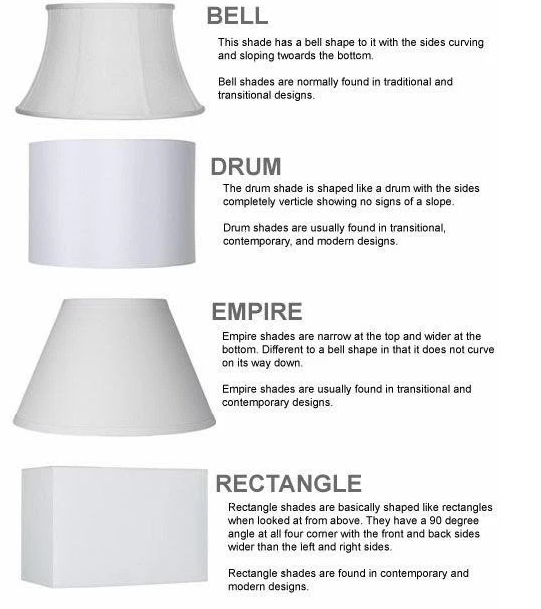 BELL
This shade has a bell shape to it with the sides curving
and sloping twoards the bottom.
Bell shades are normally found in traditional and
transitional designs.
DRUM
The drum shade is shaped like a drum with the sides
completely verticle showing no signs of a slope.
Drum shades are usually found in transitional,
contemporary, and modern designs.
EMPIRE
Empire shades are narrow at the top and wider at the
bottom. Different to a bell shape in that it does not curve
on its way down.
Empire shades are usually found in transitional and
contemporary designs.
RECTANGLE
Rectangle shades are basically shaped like rectangles
when looked at from above. They have a 90 degree
angle at all four corner with the front and back sides
wider than the left and right sides.
Rectangle shades are found in contemporary and
modern designs.